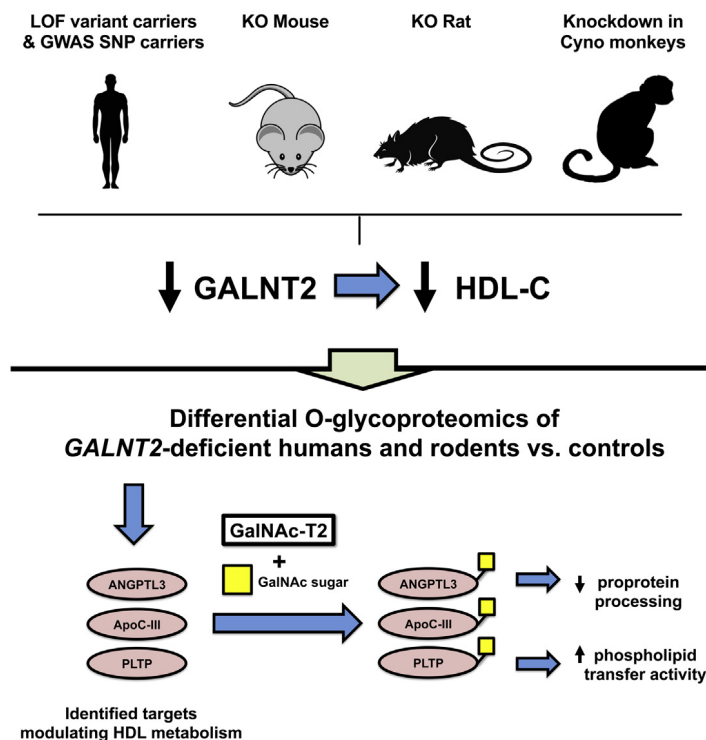 LOF variant carriers
& GWAS SNP carriers
KO Mouse
KO Rat
Knockdown in
Cyno monkeys
GALNT2
HDL-C
Differential O-glycoproteomics of
GALNT2-deficient humans and rodents vs. controls
GalNAc-T2
+
GalNAc sugar
ANGPTL3
ApoC-III
PLTP
ANGPTL3
ApoC-III
PLTP
proprotein
processing
phospholipid
transfer activity
Identified targets
modulating HDL metabolism